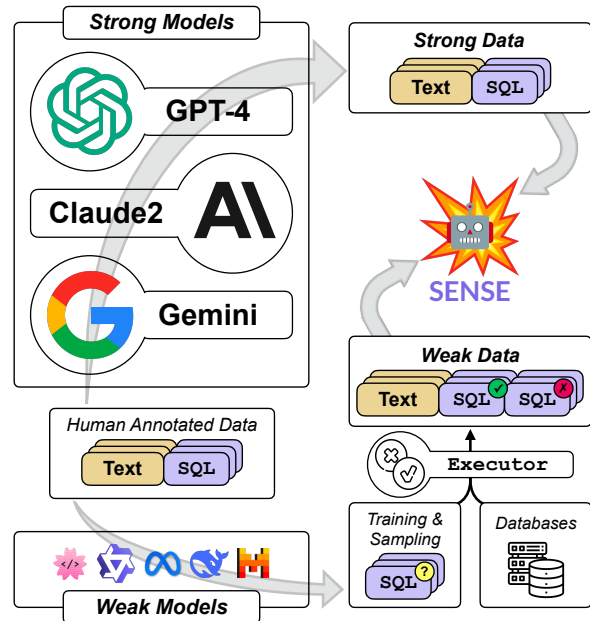 Strong Models
GPT-4
Claude2
Gemini
Human Annotated Data
Text SQL
</>
Weak Models
Strong Data
Text SQL
SENSE
Weak Data
Text SQL ✓ SQL ✗
Executor
Training &
Sampling
SQL ?
Databases